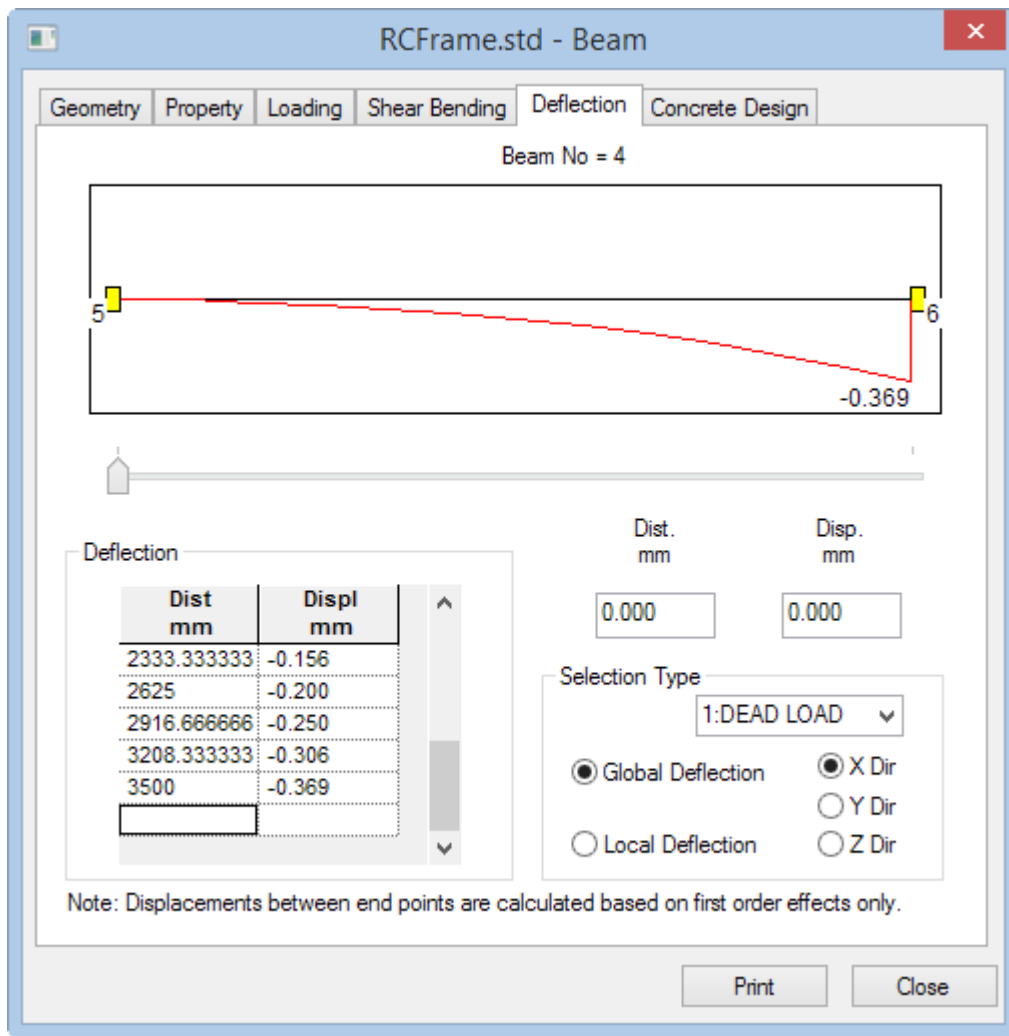 RCFrame.std - Beam
Geometry Property Loading Shear Bending Deflection Concrete Design
Beam No = 4
5
6
-0.369
Dist.
mm
Disp.
mm
0.000
0.000
Deflection
Dist
mm
Displ
mm
2333.333333 -0.156
2625 -0.200
2916.666666 -0.250
3208.333333 -0.306
3500 -0.369
Selection Type
1:DEAD LOAD
Global Deflection
X Dir
Y Dir
Local Deflection
Z Dir
Note: Displacements between end points are calculated based on first order effects only.
Print
Close